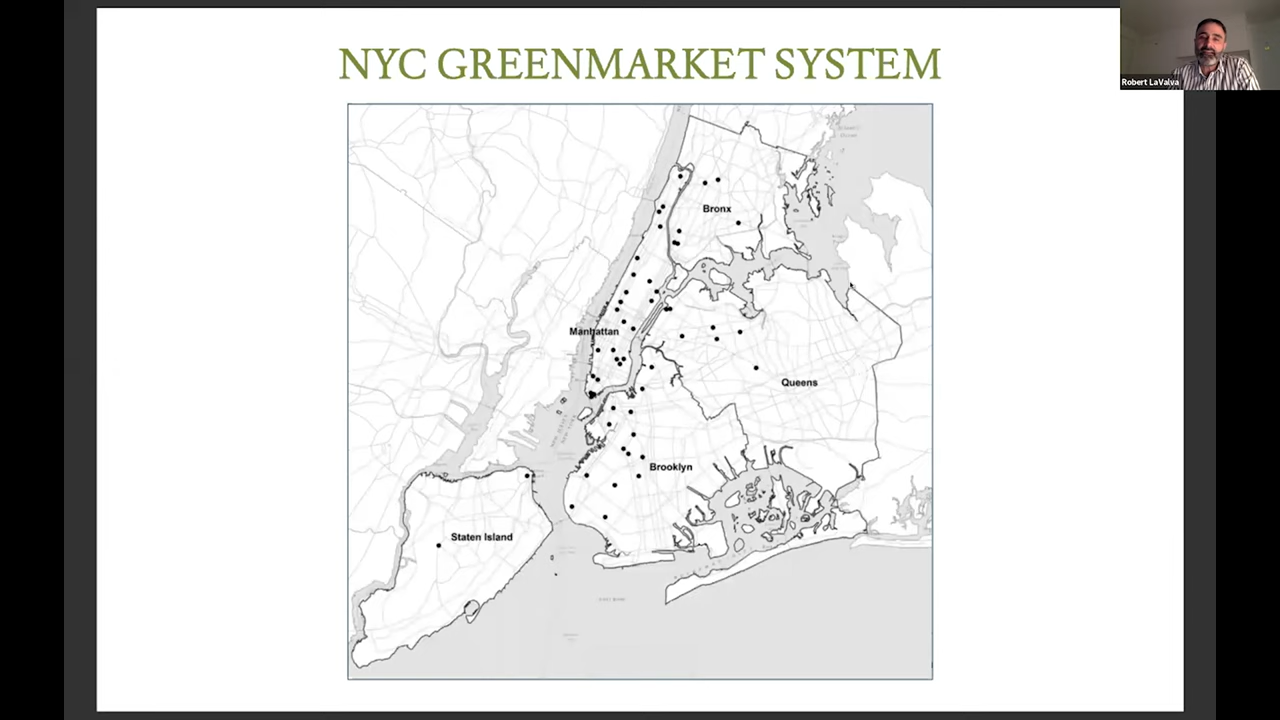 NYC GREENMARKET SYSTEM
Robert LaValva
Bronx
Manhattan
Queens
Brooklyn
Staten Island